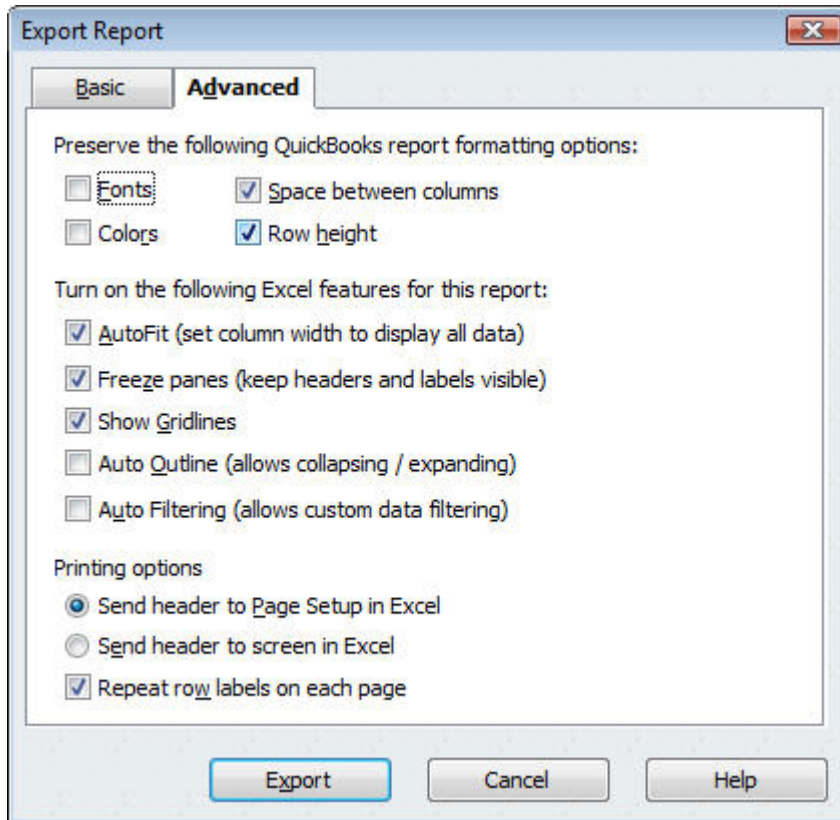 Export Report
Basic
Advanced
Preserve the following QuickBooks report formatting options:
Fonts
Space between columns
Colors
Row height
Turn on the following Excel features for this report:
AutoFit (set column width to display all data)
Freeze panes (keep headers and labels visible)
Show Gridlines
Auto Outline (allows collapsing / expanding)
Auto Filtering (allows custom data filtering)
Printing options
Send header to Page Setup in Excel
Send header to screen in Excel
Repeat row labels on each page
Export
Cancel
Help